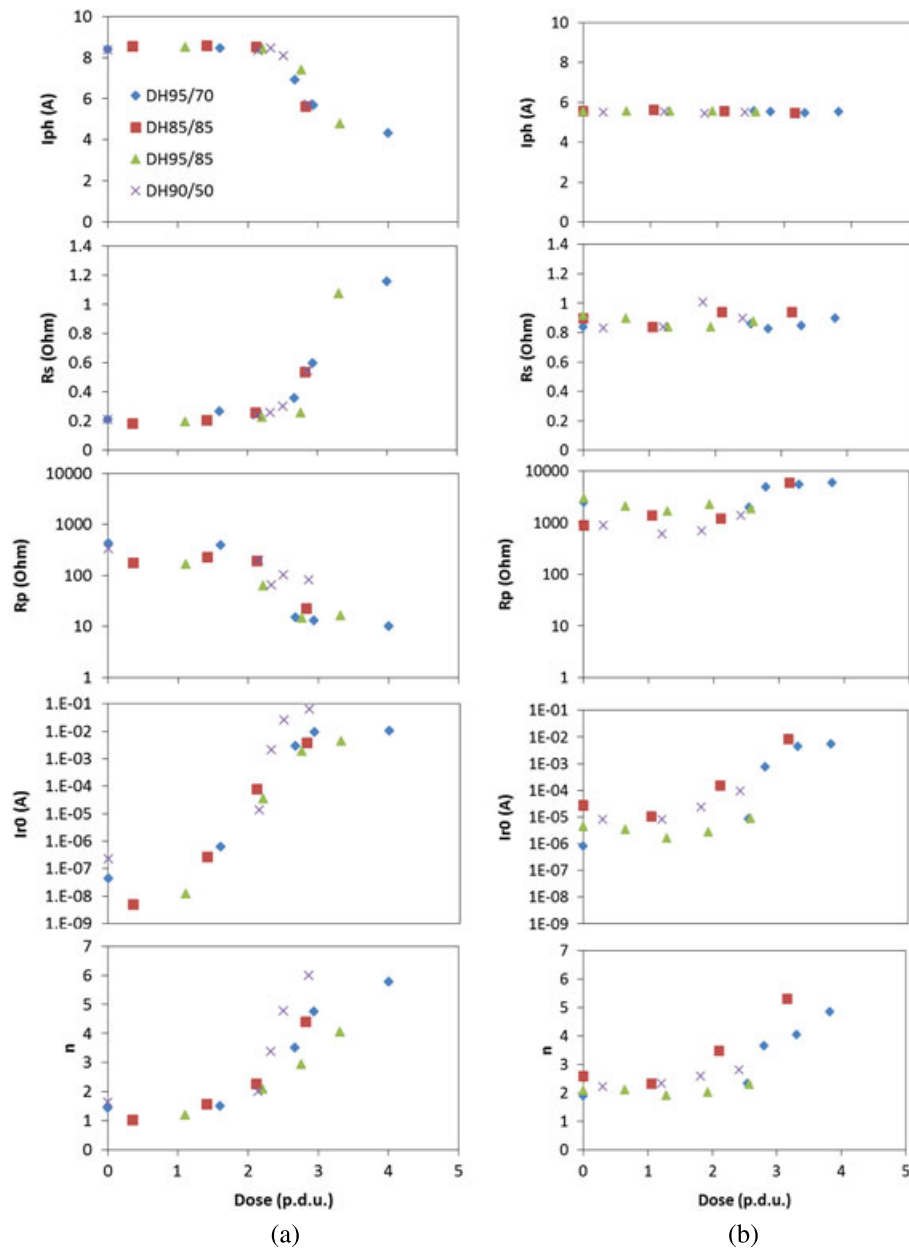 10
8
6
4
2
0
Iph (A)
DH95/70
DH85/85
DH95/85
DH90/50
10
8
6
4
2
0
Iph (A)
1.4
1.2
1
0.8
0.6
0.4
0.2
0
Rs (Ohm)
1.4
1.2
1
0.8
0.6
0.4
0.2
0
Rs (Ohm)
10000
1000
100
10
1
Rp (Ohm)
10000
1000
100
10
1
Rp (Ohm)
1.E-01
1.E-02
1.E-03
1.E-04
1.E-05
1.E-06
1.E-07
1.E-08
1.E-09
Ir0 (A)
1E-01
1E-02
1E-03
1E-04
1E-05
1E-06
1E-07
1E-08
1E-09
Ir0 (A)
7
6
5
4
3
2
1
0
n
0 1 2 3 4 5
Dose (p.d.u.)
7
6
5
4
3
2
1
0
n
0 1 2 3 4 5
Dose (p.d.u.)
(a)
(b)